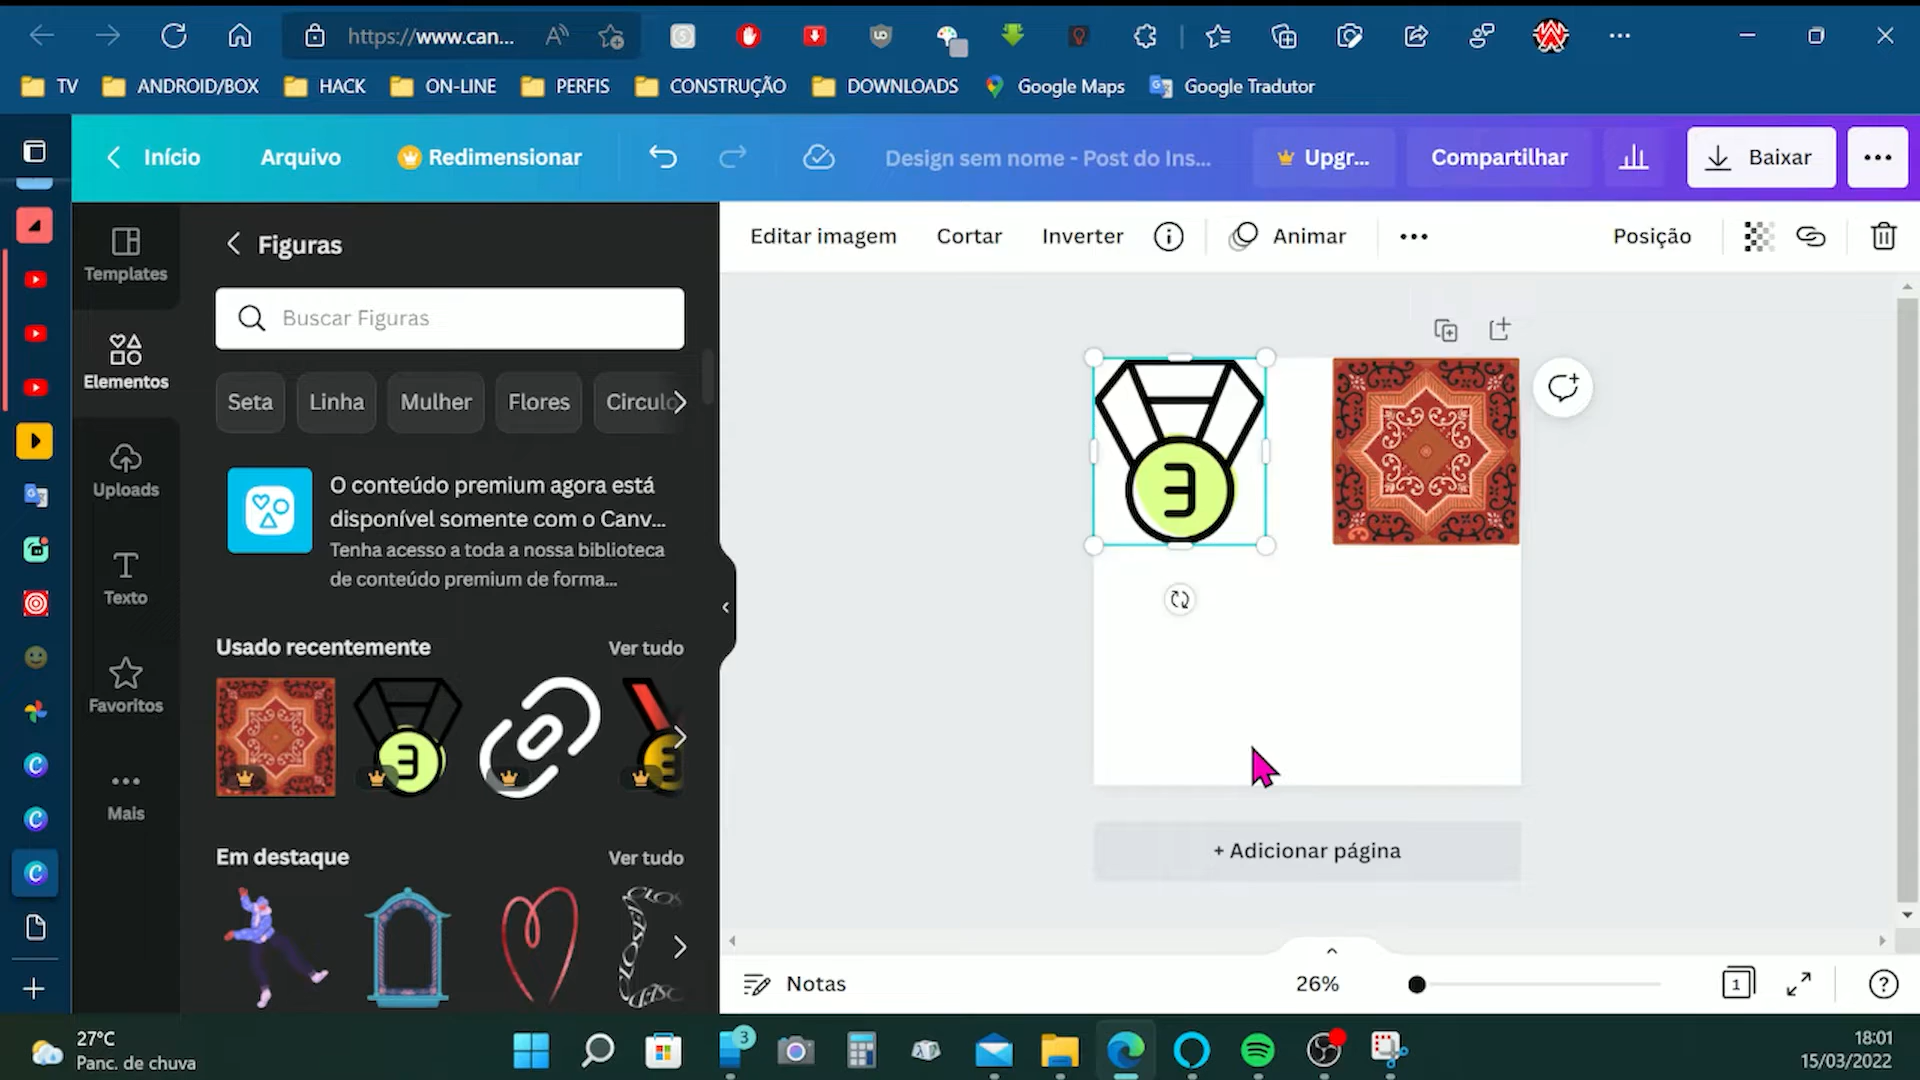 https://www.can...
TV
ANDROID/BOX
HACK
ON-LINE
PERFIS
CONSTRUÇÃO
DOWNLOADS
Google Maps
Google Tradutor
Início
Arquivo
Redimensionar
Design sem nome - Post do Ins...
Upgr...
Compartilhar
Baixar
Templates
Elementos
Uploads
Texto
Favoritos
Mais
Figuras
Buscar Figuras
Seta
Linha
Mulher
Flores
Circulo
O conteúdo premium agora está
disponível somente com o Canv...
Tenha acesso a toda a nossa biblioteca
de conteúdo premium de forma...
Usado recentemente
Ver tudo
3
3
Em destaque
Ver tudo
Editar imagem
Cortar
Inverter
Animar
Posição
3
+ Adicionar página
Notas
26%
1
27°C
Panc. de chuva
3
18:01
15/03/2022